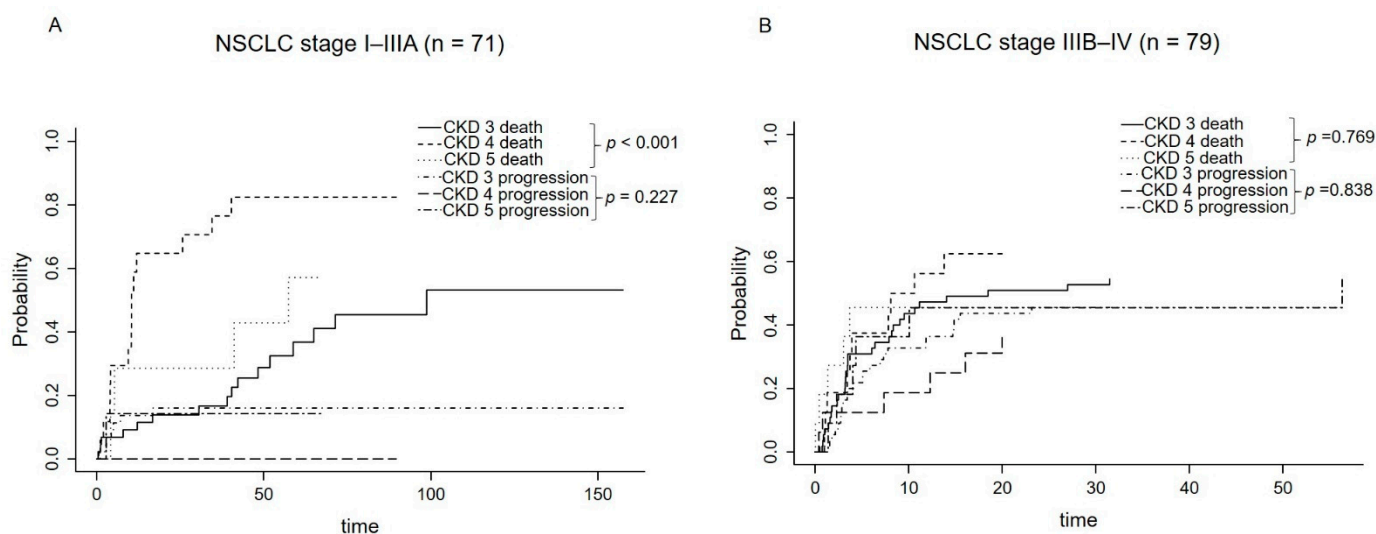 A
NSCLC stage I–IIIA (n = 71)
CKD 3 death
CKD 4 death
CKD 5 death
p < 0.001
CKD 3 progression
CKD 4 progression
CKD 5 progression
p = 0.227
Probability
1.0
0.8
0.6
0.4
0.2
0.0
0
50
100
150
time
B
NSCLC stage IIIB–IV (n = 79)
CKD 3 death
CKD 4 death
CKD 5 death
p =0.769
CKD 3 progression
CKD 4 progression
CKD 5 progression
p =0.838
Probability
1.0
0.8
0.6
0.4
0.2
0.0
0
10
20
30
40
50
time